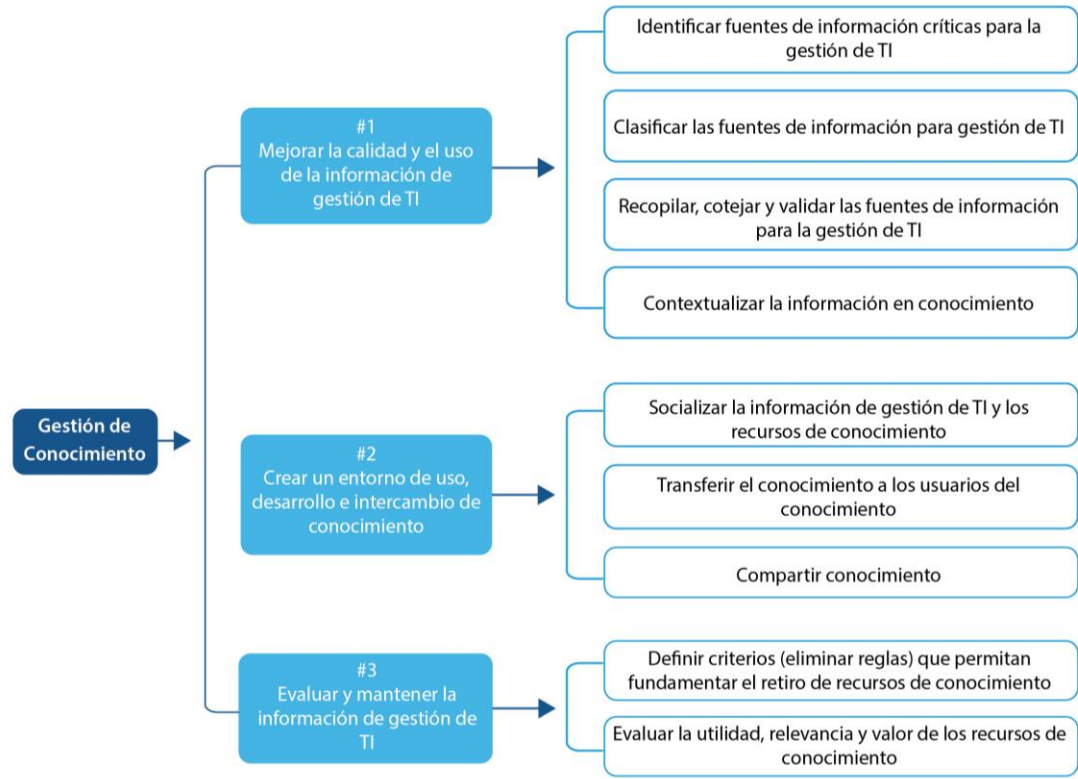 Gestión de
Conocimiento
#1
Mejorar la calidad y el uso
de la información de
gestión de TI
Identificar fuentes de información críticas para la
gestión de TI
Clasificar las fuentes de información para gestión de TI
Recopilar, cotejar y validar las fuentes de información
para la gestión de TI
Contextualizar la información en conocimiento
#2
Crear un entorno de uso,
desarrollo e intercambio de
conocimiento
Socializar la información de gestión de TI y los
recursos de conocimiento
Transferir el conocimiento a los usuarios del
conocimiento
Compartir conocimiento
#3
Evaluar y mantener la
información de gestión de
TI
Definir criterios (eliminar reglas) que permitan
fundamentar el retiro de recursos de conocimiento
Evaluar la utilidad, relevancia y valor de los recursos de
conocimiento